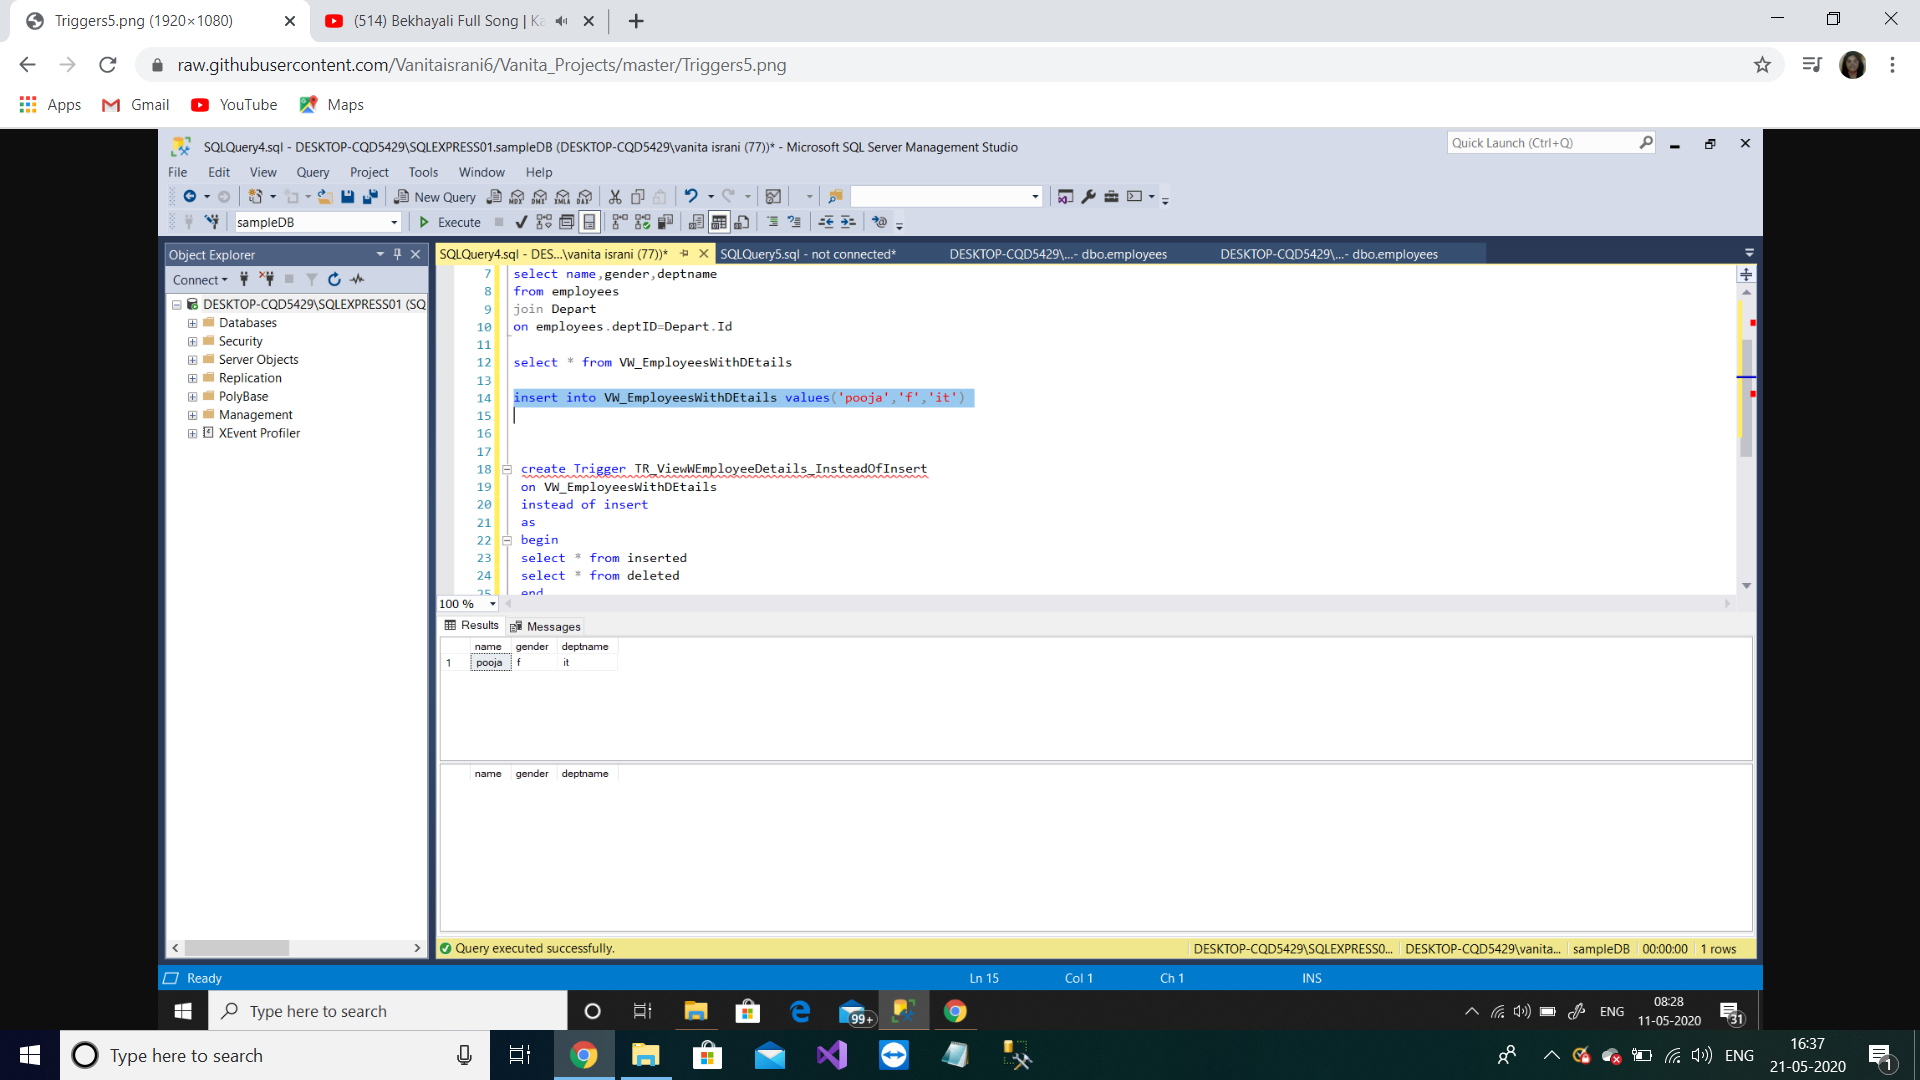 Triggers5.png (1920×1080)
(514) Bekhayali Full Song | Ka
raw.githubusercontent.com/Vanitaisrani6/Vanita_Projects/master/Triggers5.png
Apps Gmail YouTube Maps
SQLQuery4.sql - DESKTOP-CQD5429\SQLEXPRESS01.sampleDB (DESKTOP-CQD5429\vanita israni (77))* - Microsoft SQL Server Management Studio
Quick Launch (Ctrl+Q)
File Edit View Query Project Tools Window Help
New Query
MDX DMX XMLA DAX
sampleDB Execute
Object Explorer
SQLQuery4.sql - DES...\vanita israni (77))* SQLQuery5.sql - not connected* DESKTOP-CQD5429\...- dbo.employees DESKTOP-CQD5429\...- dbo.employees
Connect
DESKTOP-CQD5429\SQLEXPRESS01 (SQ
Databases
Security
Server Objects
Replication
PolyBase
Management
XEvent Profiler
7 select name,gender,deptname
8 from employees
9 join Depart
10 on employees.deptID=Depart.Id
11
12 select * from VW_EmployeesWithDEtails
13
14 insert into VW_EmployeesWithDEtails values('pooja','f','it')
15
16
17
18 create Trigger TR_ViewWEmployeeDetails_InsteadOfInsert
19 on VW_EmployeesWithDEtails
20 instead of insert
21 as
22 begin
23 select * from inserted
24 select * from deleted
25 end
100 %
Results Messages
name gender deptname
1 pooja f it
name gender deptname
Query executed successfully. DESKTOP-CQD5429\SQLEXPRESS0... DESKTOP-CQD5429\vanita... sampleDB 00:00:00 1 rows
Ready Ln 15 Col 1 Ch 1 INS
Type here to search
99+
ENG
08:28
11-05-2020
31
Type here to search
ENG
16:37
21-05-2020
1